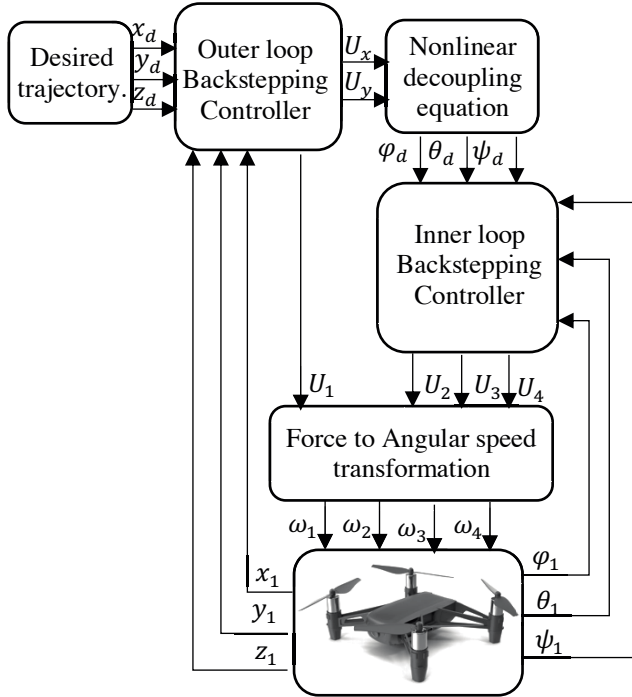 Desired
trajectory.
x_d
y_d
z_d
Outer loop
Backstepping
Controller
U_x
U_y
Nonlinear
decoupling
equation
φ_d θ_d ψ_d
Inner loop
Backstepping
Controller
U_1 U_2 U_3 U_4
Force to Angular speed
transformation
ω_1 ω_2 ω_3 ω_4
x_1
y_1
z_1
φ_1
θ_1
ψ_1